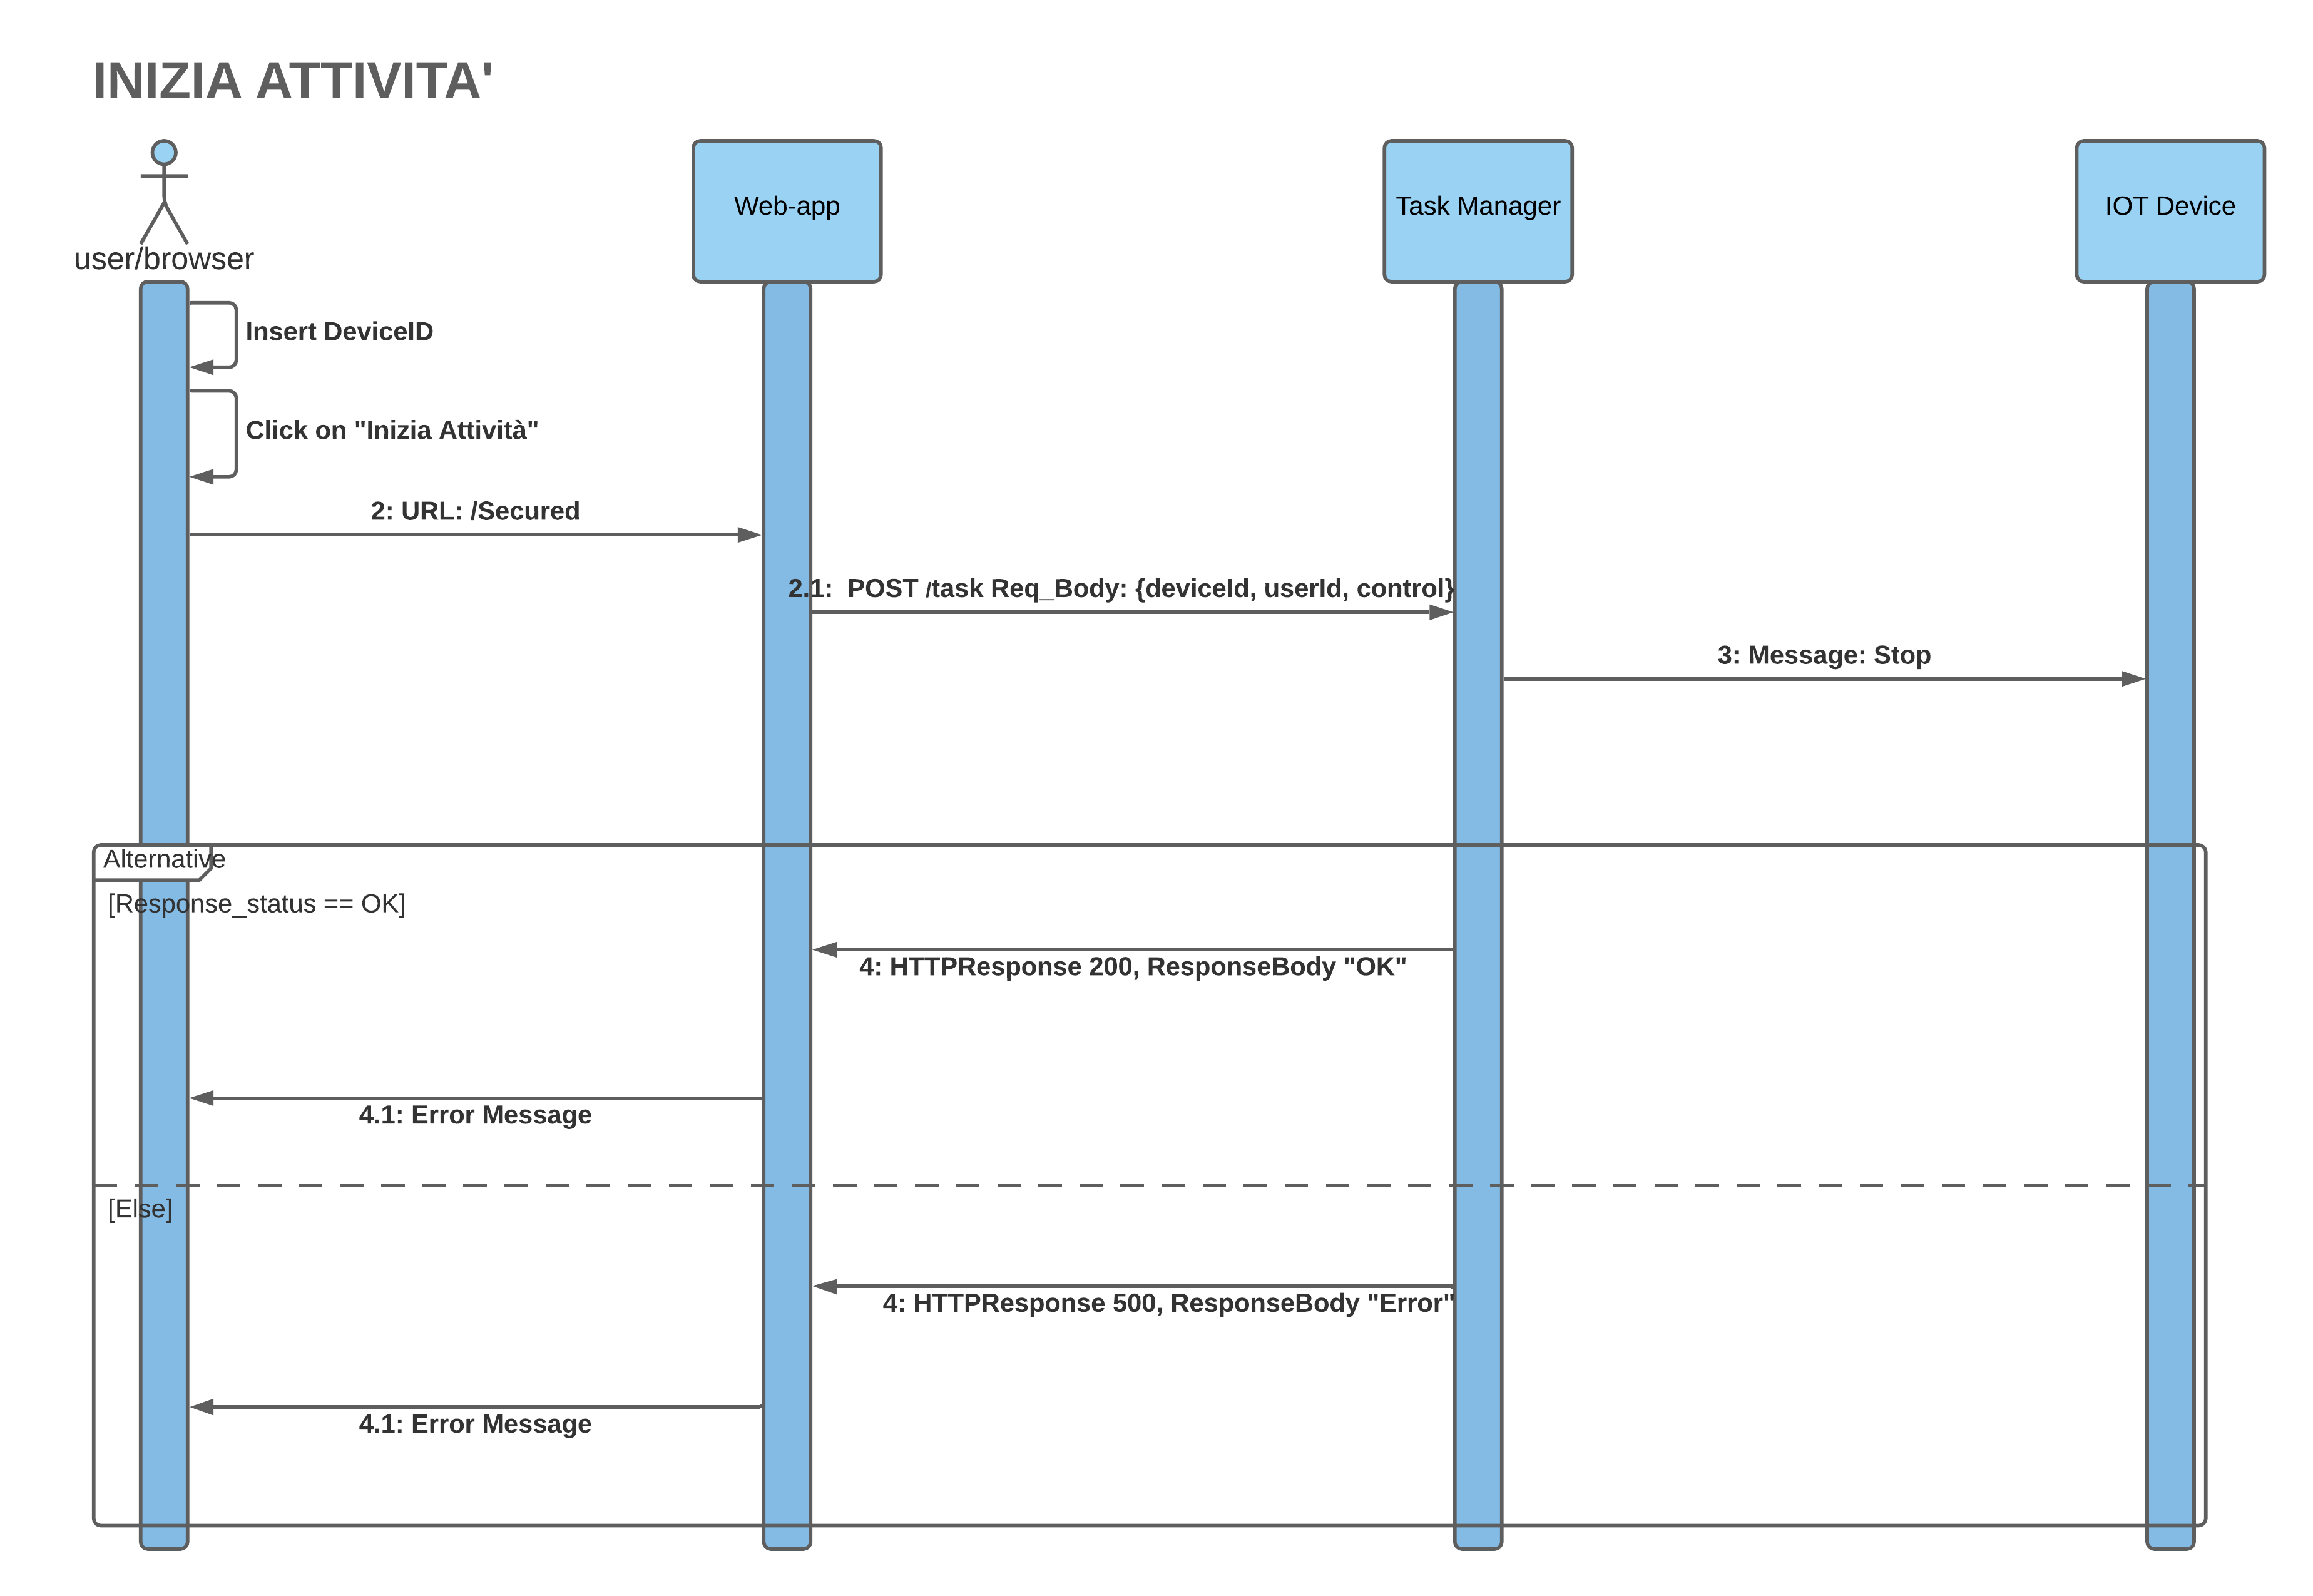 INIZIA ATTIVITA'
user/browser
Web-app
Task Manager
IOT Device
Insert DeviceID
Click on "Inizia Attività"
2: URL: /Secured
2.1:  POST /task Req_Body: {deviceId, userId, control}
3: Message: Stop
Alternative
[Response_status == OK]
4: HTTPResponse 200, ResponseBody "OK"
4.1: Error Message
[Else]
4: HTTPResponse 500, ResponseBody "Error"
4.1: Error Message